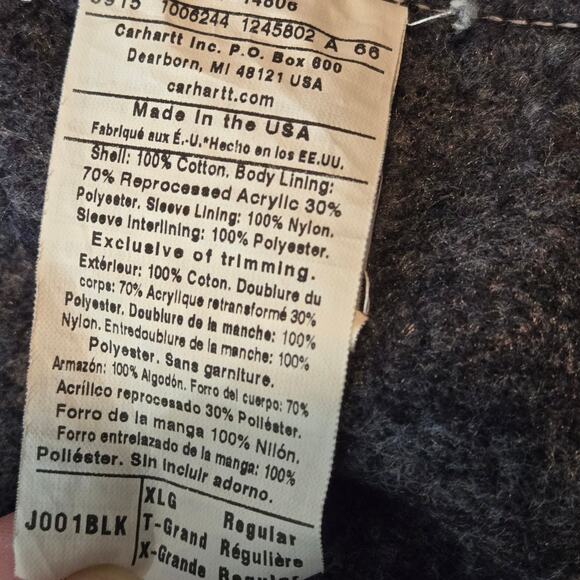 14806
0915 1006244 1245802 A 66
Carhartt Inc. P.O. Box 600
Dearborn, MI 48121 USA
carhartt.com
Made in the USA
Fabriqué aux É.-U.*Hecho en los EE.UU.
Shell: 100% Cotton. Body Lining:
70% Reprocessed Acrylic 30%
Polyester. Sleeve Lining: 100% Nylon.
Sleeve Interlining: 100% Polyester.
Exclusive of trimming.
Extérieur: 100% Coton. Doublure du
corps: 70% Acrylique retransformé 30%
Polyester. Doublure de la manche: 100%
Nylon. Entredoublure de la manche: 100%
Polyester. Sans garniture.
Armazón: 100% Algodón. Forro del cuerpo: 70%
Acrílico reprocesado 30% Poliéster.
Forro de la manga 100% Nilón.
Forro entrelazado de la manga: 100%
Poliéster. Sin incluir adorno.
J001BLK
XLG Regular
T-Grand Régulière
X-Grande Regular